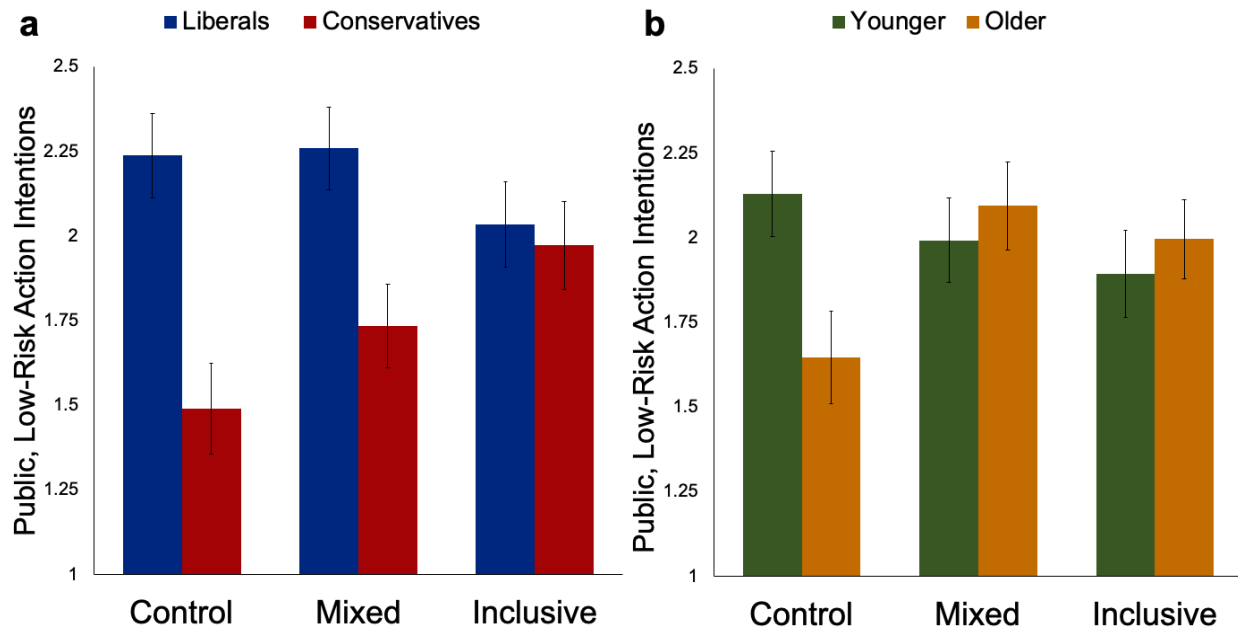 a
Liberals Conservatives
Public, Low-Risk Action Intentions
2.5
2.25
2
1.75
1.5
1.25
1
Control Mixed Inclusive
b
Younger Older
Public, Low-Risk Action Intentions
2.5
2.25
2
1.75
1.5
1.25
1
Control Mixed Inclusive